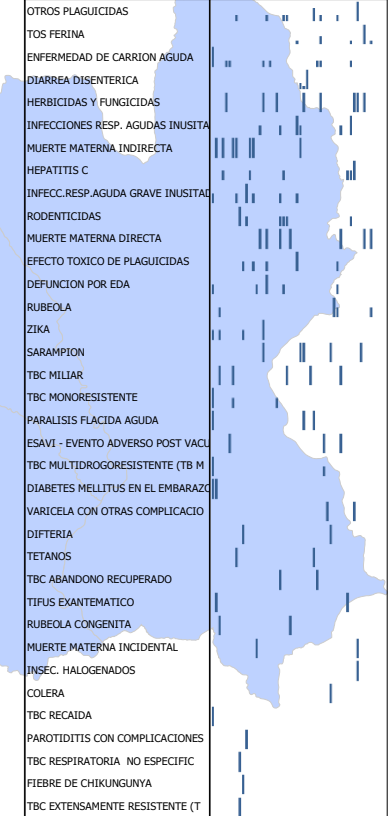 OTROS PLAGUICIDAS
TOS FERINA
ENFERMEDAD DE CARRION AGUDA
DIARREA DISENTERICA
HERBICIDAS Y FUNGICIDAS
INFECCIONES RESP. AGUDAS INUSITA
MUERTE MATERNA INDIRECTA
HEPATITIS C
INFECC.RESP.AGUDA GRAVE INUSITAD
RODENTICIDAS
MUERTE MATERNA DIRECTA
EFECTO TOXICO DE PLAGUICIDAS
DEFUNCION POR EDA
RUBEOLA
ZIKA
SARAMPION
TBC MILIAR
TBC MONORESISTENTE
PARALISIS FLACIDA AGUDA
ESAVI - EVENTO ADVERSO POST VACU
TBC MULTIDROGORESISTENTE (TB M
DIABETES MELLITUS EN EL EMBARAZO
VARICELA CON OTRAS COMPLICACIO
DIFTERIA
TETANOS
TBC ABANDONO RECUPERADO
TIFUS EXANTEMATICO
RUBEOLA CONGENITA
MUERTE MATERNA INCIDENTAL
INSEC. HALOGENADOS
COLERA
TBC RECAIDA
PAROTIDITIS CON COMPLICACIONES
TBC RESPIRATORIA  NO ESPECIFIC
FIEBRE DE CHIKUNGUNYA
TBC EXTENSAMENTE RESISTENTE (T